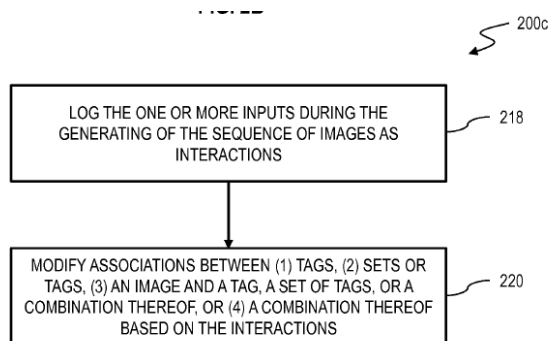 200c
LOG THE ONE OR MORE INPUTS DURING THE
GENERATING OF THE SEQUENCE OF IMAGES AS
INTERACTIONS
218
MODIFY ASSOCIATIONS BETWEEN (1) TAGS, (2) SETS OR
TAGS, (3) AN IMAGE AND A TAG, A SET OF TAGS, OR A
COMBINATION THEREOF, OR (4) A COMBINATION THEREOF
BASED ON THE INTERACTIONS
220